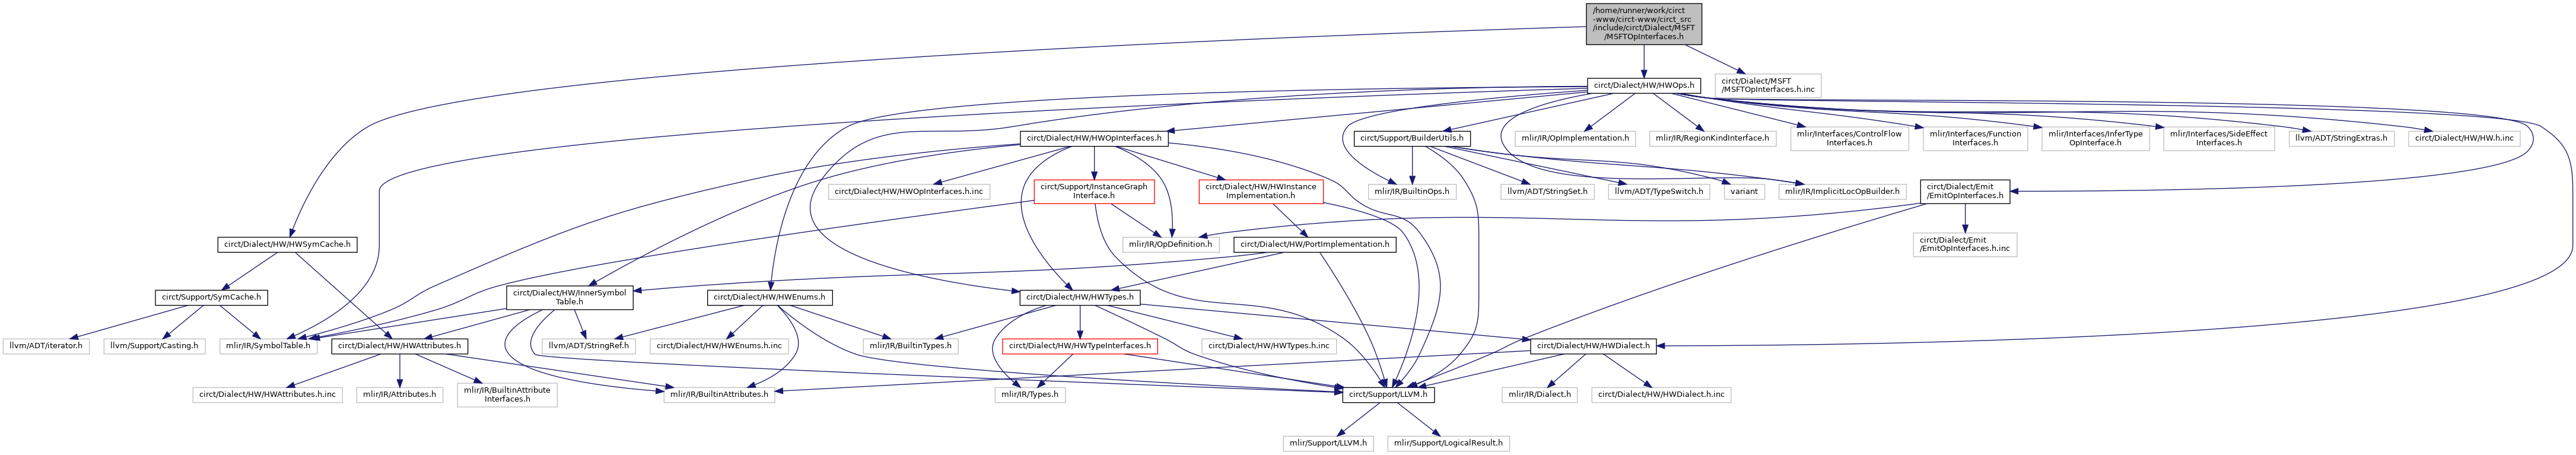 /home/runner/work/circt
-www/circt-www/circt_src
/include/circt/Dialect/MSFT
/MSFTOpInterfaces.h
circt/Dialect/HW/HWOps.h
circt/Dialect/MSFT
/MSFTOpInterfaces.h.inc
circt/Dialect/HW/HWOpInterfaces.h
circt/Support/BuilderUtils.h
mlir/IR/OpImplementation.h
mlir/IR/RegionKindInterface.h
mlir/Interfaces/ControlFlow
Interfaces.h
mlir/Interfaces/Function
Interfaces.h
mlir/Interfaces/InferType
OpInterface.h
mlir/Interfaces/SideEffect
Interfaces.h
llvm/ADT/StringExtras.h
circt/Dialect/HW/HW.h.inc
circt/Dialect/HW/HWOpInterfaces.h.inc
circt/Support/InstanceGraph
Interface.h
circt/Dialect/HW/HWInstance
Implementation.h
mlir/IR/BuiltinOps.h
llvm/ADT/StringSet.h
llvm/ADT/TypeSwitch.h
variant
mlir/IR/ImplicitLocOpBuilder.h
circt/Dialect/Emit
/EmitOpInterfaces.h
circt/Dialect/HW/HWSymCache.h
mlir/IR/OpDefinition.h
circt/Dialect/HW/PortImplementation.h
circt/Dialect/Emit
/EmitOpInterfaces.h.inc
circt/Support/SymCache.h
circt/Dialect/HW/InnerSymbol
Table.h
circt/Dialect/HW/HWEnums.h
circt/Dialect/HW/HWTypes.h
llvm/ADT/iterator.h
llvm/Support/Casting.h
mlir/IR/SymbolTable.h
circt/Dialect/HW/HWAttributes.h
llvm/ADT/StringRef.h
circt/Dialect/HW/HWEnums.h.inc
mlir/IR/BuiltinTypes.h
circt/Dialect/HW/HWTypeInterfaces.h
circt/Dialect/HW/HWTypes.h.inc
circt/Dialect/HW/HWDialect.h
circt/Dialect/HW/HWAttributes.h.inc
mlir/IR/Attributes.h
mlir/IR/BuiltinAttribute
Interfaces.h
mlir/IR/BuiltinAttributes.h
mlir/IR/Types.h
circt/Support/LLVM.h
mlir/IR/Dialect.h
circt/Dialect/HW/HWDialect.h.inc
mlir/Support/LLVM.h
mlir/Support/LogicalResult.h